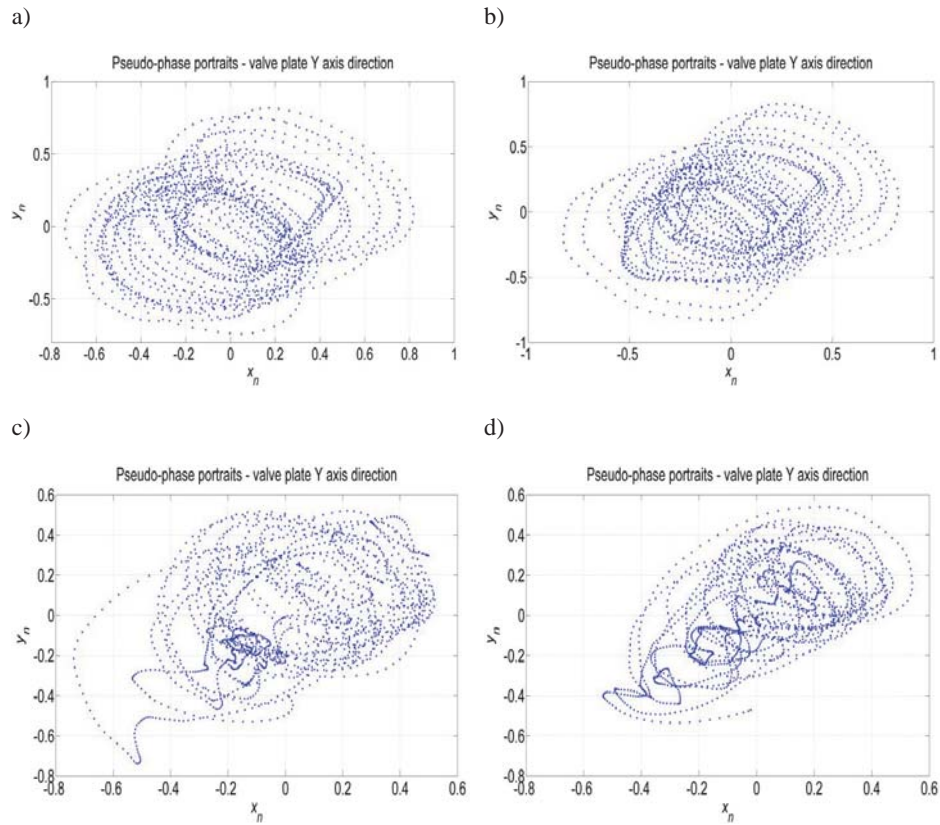 a)
b)
Pseudo-phase portraits - valve plate Y axis direction
1
0.5
0
-0.5
-0.8 -0.6 -0.4 -0.2 0 0.2 0.4 0.6 0.8 1
y_n
x_n
Pseudo-phase portraits - valve plate Y axis direction
1
0.5
0
-0.5
-1
-1 -0.5 0 0.5 1
y_n
x_n
c)
d)
Pseudo-phase portraits - valve plate Y axis direction
0.6
0.4
0.2
0
-0.2
-0.4
-0.6
-0.8
-0.8 -0.6 -0.4 -0.2 0 0.2 0.4 0.6
y_n
x_n
Pseudo-phase portraits - valve plate Y axis direction
0.6
0.4
0.2
0
-0.2
-0.4
-0.6
-0.8
-0.8 -0.6 -0.4 -0.2 0 0.2 0.4 0.6
y_n
x_n